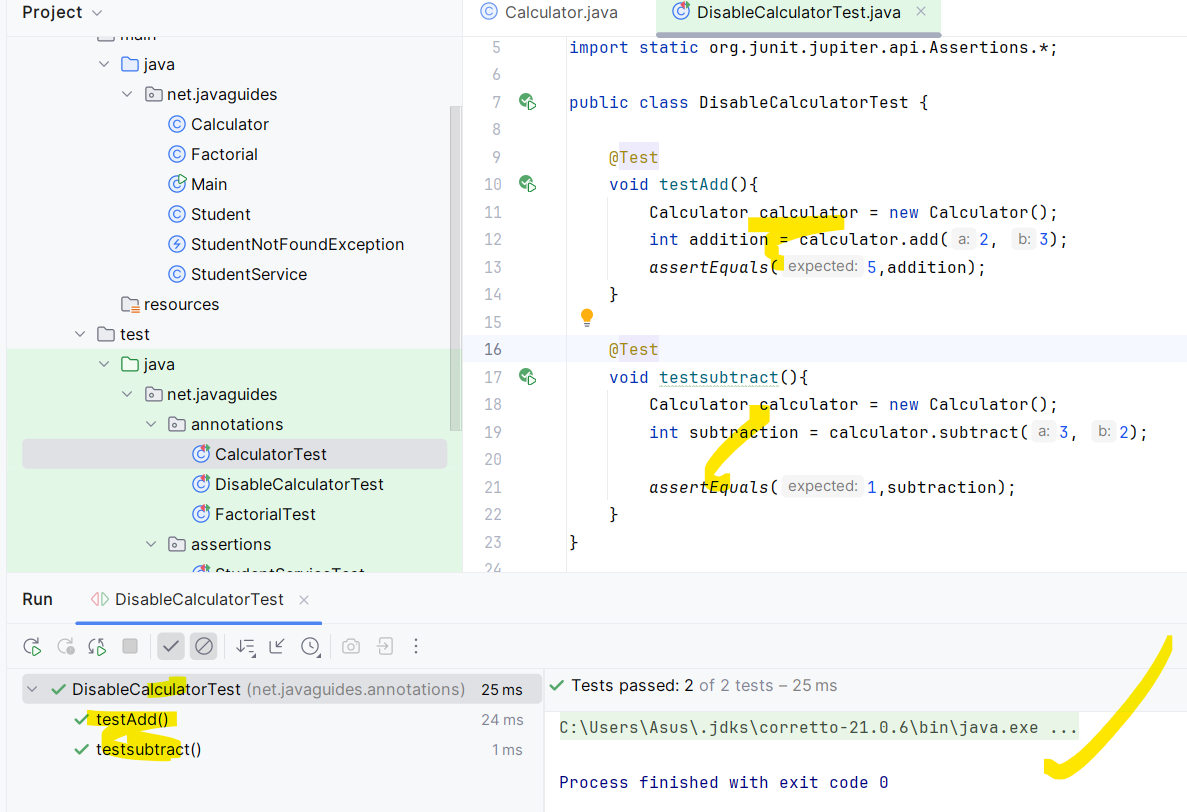 Project
Calculator.java
DisableCalculatorTest.java
main
java
net.javaguides
Calculator
Factorial
Main
Student
StudentNotFoundException
StudentService
resources
test
java
net.javaguides
annotations
CalculatorTest
DisableCalculatorTest
FactorialTest
assertions
StudentServiceTest
5 import static org.junit.jupiter.api.Assertions.*;
6
7 public class DisableCalculatorTest {
8
9 @Test
10 void testAdd(){
11 Calculator calculator = new Calculator();
12 int addition = calculator.add( a: 2, b: 3);
13 assertEquals( expected: 5,addition);
14 }
15
16 @Test
17 void testsubtract(){
18 Calculator calculator = new Calculator();
19 int subtraction = calculator.subtract( a: 3, b: 2);
20
21 assertEquals( expected: 1,subtraction);
22 }
23 }
24
Run
DisableCalculatorTest
DisableCalculatorTest (net.javaguides.annotations) 25 ms
testAdd() 24 ms
testsubtract() 1 ms
Tests passed: 2 of 2 tests – 25 ms
C:\Users\Asus\.jdks\corretto-21.0.6\bin\java.exe ...
Process finished with exit code 0